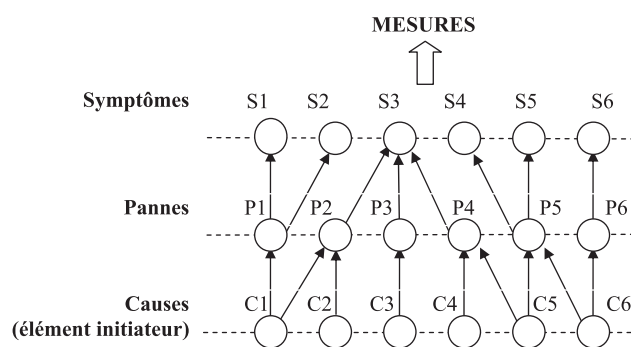 MESURES
Symptômes S1 S2 S3 S4 S5 S6
Pannes P1 P2 P3 P4 P5 P6
Causes C1 C2 C3 C4 C5 C6
(élément initiateur)